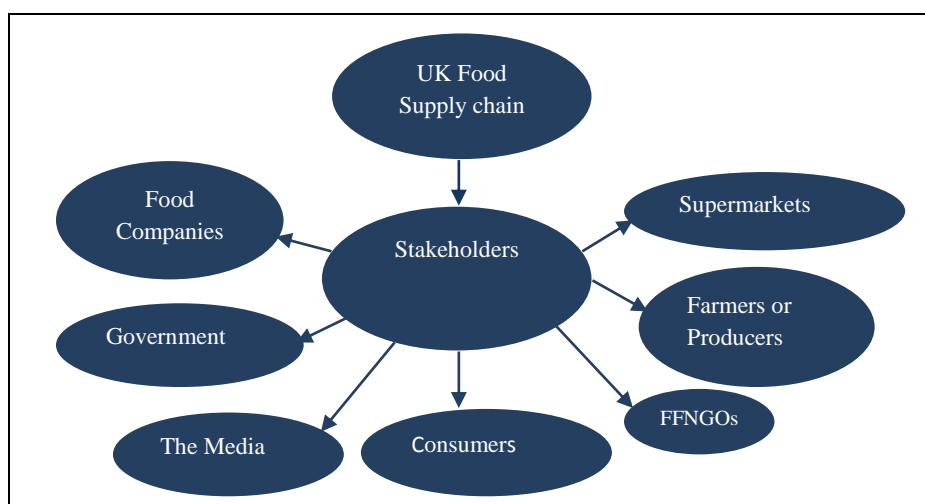 UK Food
Supply chain
Food
Companies
Stakeholders
Supermarkets
Government
Farmers or
Producers
The Media
Consumers
FFNGOs